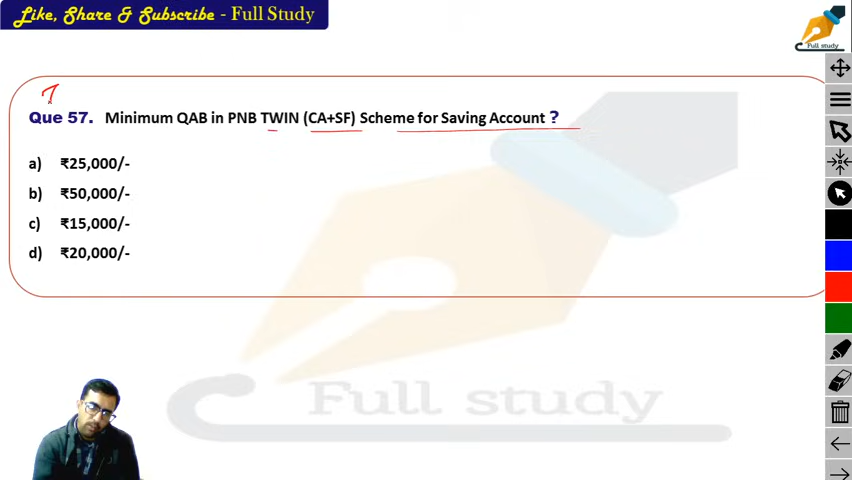 Like, Share & Subscribe - Full Study
Full study
Que 57. Minimum QAB in PNB TWIN (CA+SF) Scheme for Saving Account ?
a) ₹25,000/-
b) ₹50,000/-
c) ₹15,000/-
d) ₹20,000/-
Full study